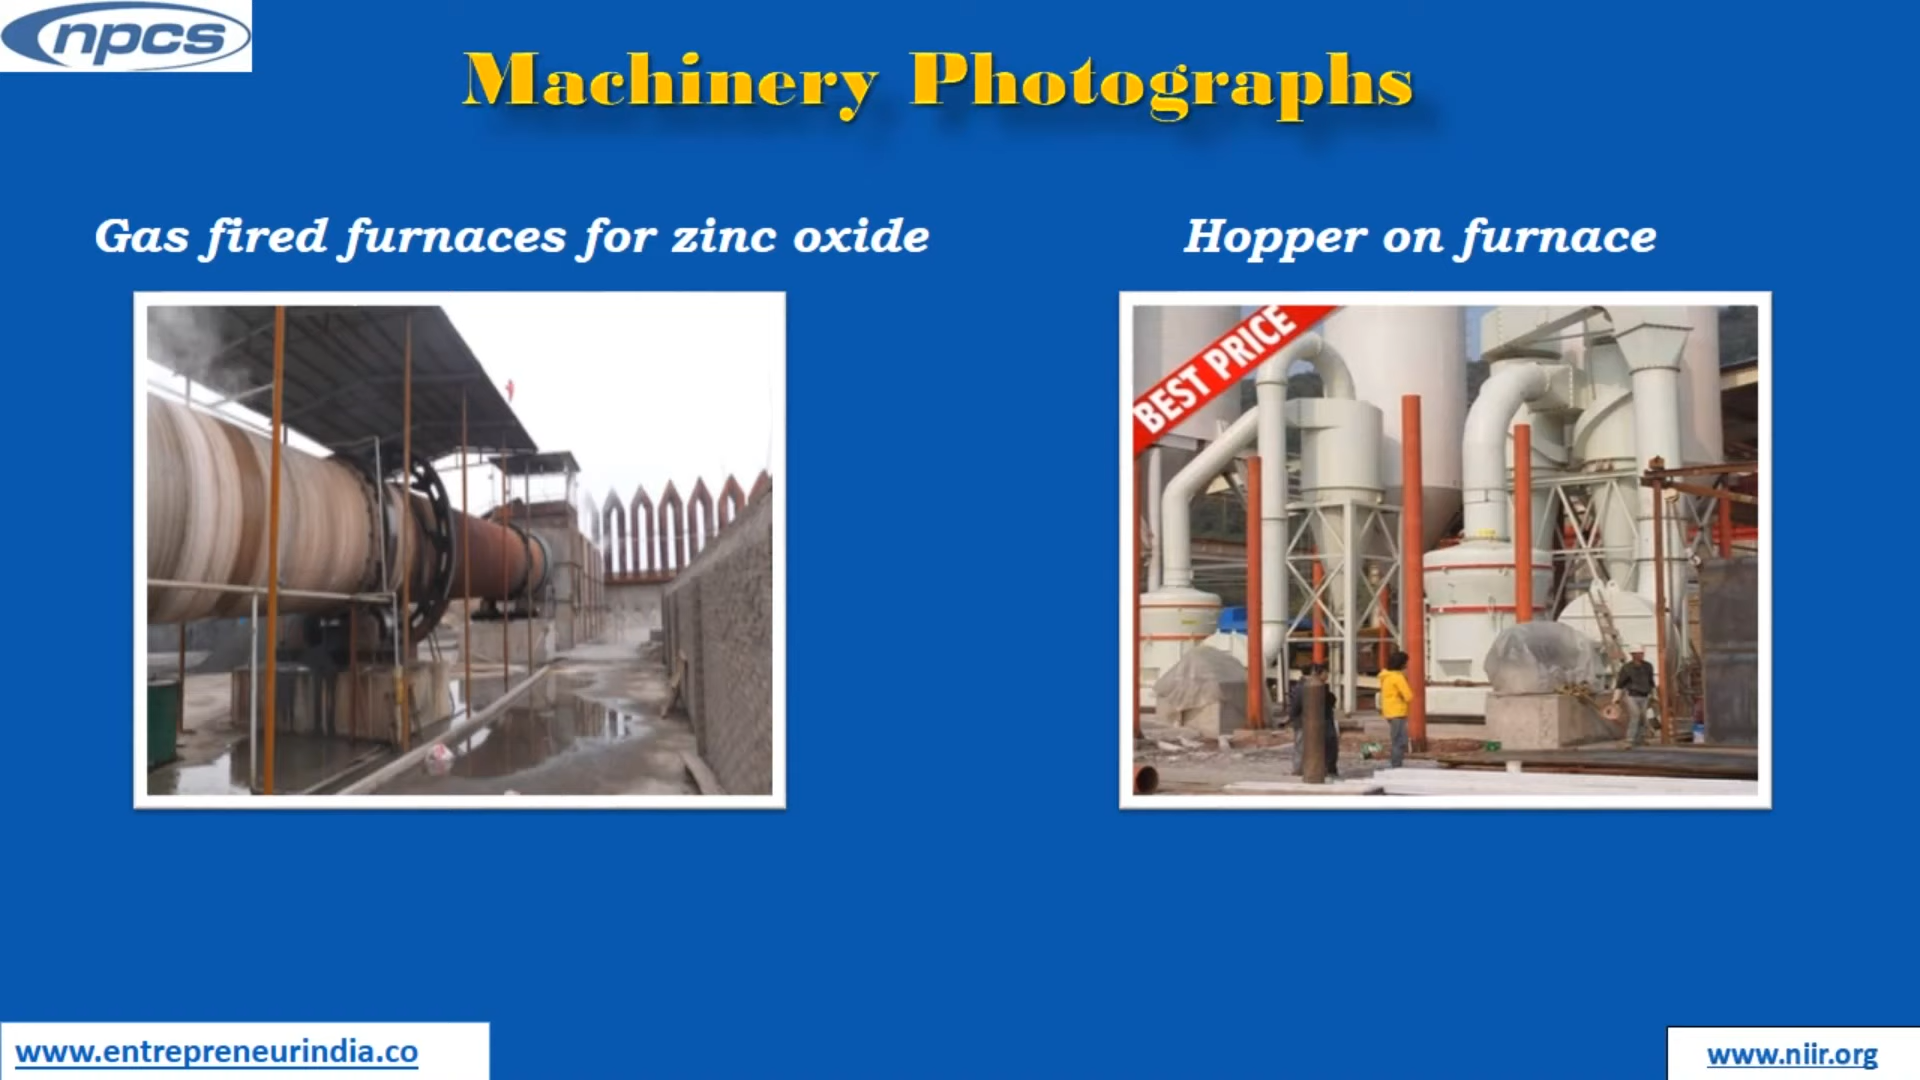 npcs
Machinery Photographs
Gas fired furnaces for zinc oxide
Hopper on furnace
BEST PRICE
www.entrepreneurindia.co
www.niir.org